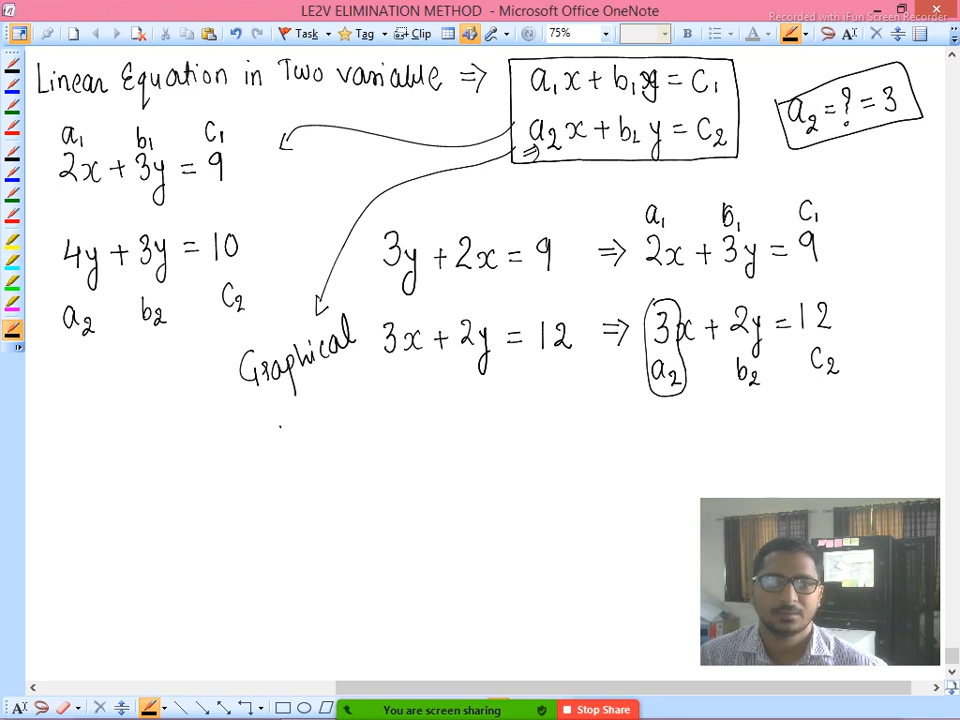 LE2V ELIMINATION METHOD - Microsoft Office OneNote
Recorded with iFun Screen Recorder
Task Tag Clip 75% B A
Linear Equation in Two variable ⇒
a₁x + b₁y = c₁
a₂x + b₂y = c₂
⇒
a₂ = ? = 3
a₁ b₁ c₁
2x + 3y = 9
4y + 3y = 10
a₂ b₂ c₂
3y + 2x = 9 ⇒ 2x + 3y = 9
a₁ b₁ c₁
3x + 2y = 12 ⇒ 3x + 2y = 12
a₂ b₂ c₂
Graphical
You are screen sharing
Stop Share